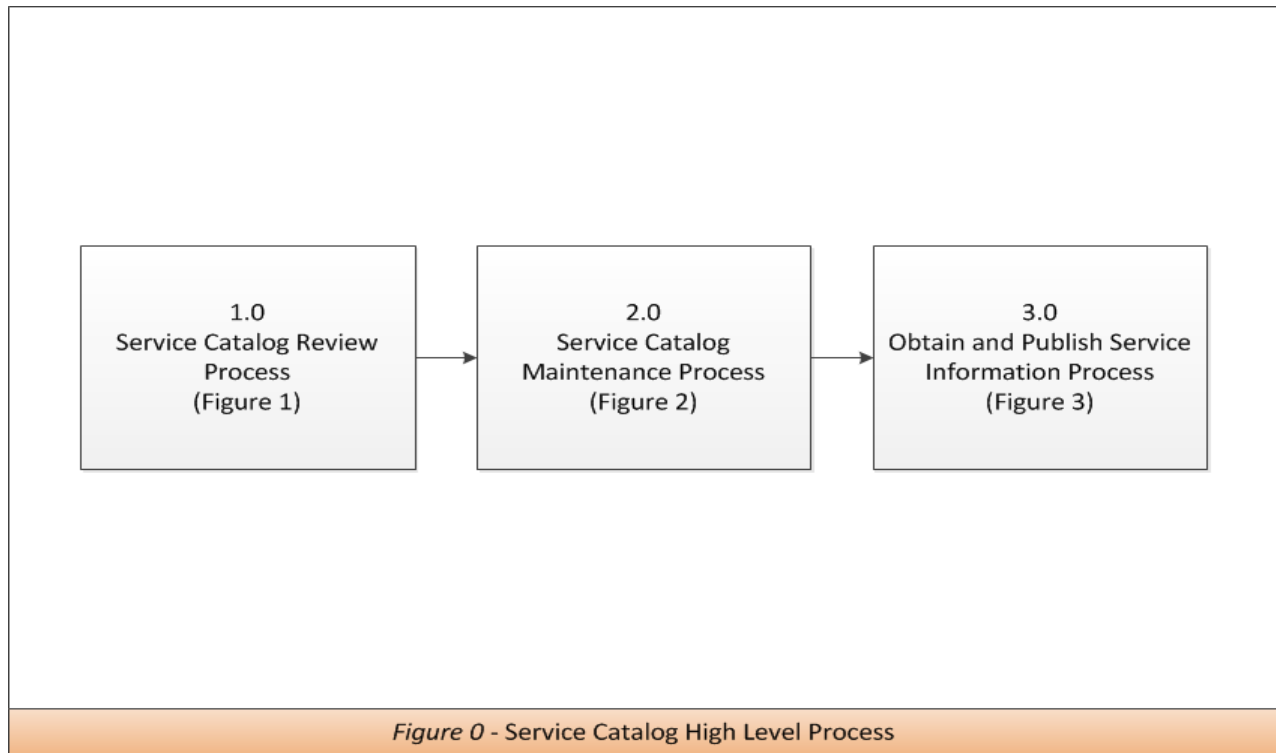 1.0
Service Catalog Review
Process
(Figure 1)
2.0
Service Catalog
Maintenance Process
(Figure 2)
3.0
Obtain and Publish Service
Information Process
(Figure 3)
Figure 0 - Service Catalog High Level Process